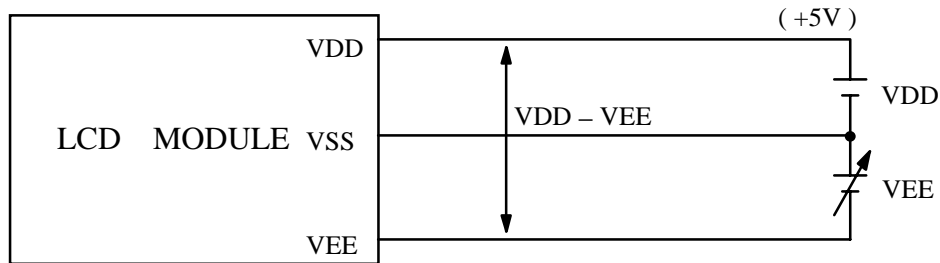 ( +5V )
VDD
VDD
VDD – VEE
LCD MODULE VSS
VEE
VEE